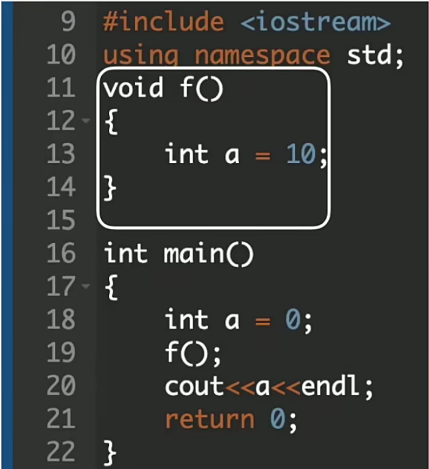 9 #include <iostream>
10 using namespace std;
11 void f()
12 {
13 int a = 10;
14 }
15
16 int main()
17 {
18 int a = 0;
19 f();
20 cout<<a<<endl;
21 return 0;
22 }